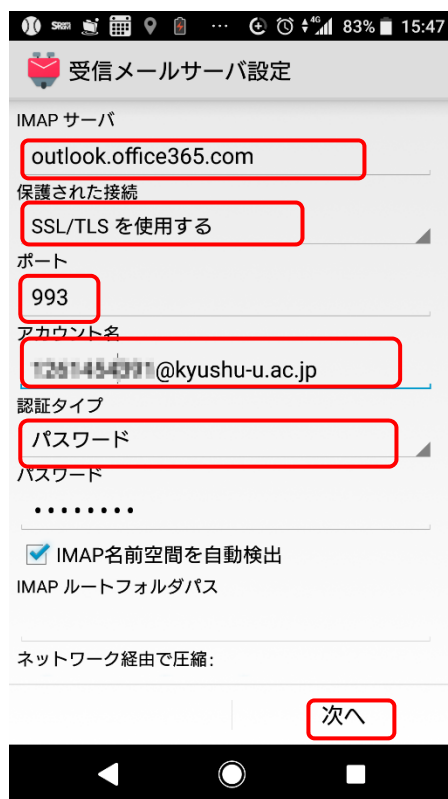 83% 15:47
受信メールサーバ設定
IMAP サーバ
outlook.office365.com
保護された接続
SSL/TLS を使用する
ポート
993
アカウント名
@kyushu-u.ac.jp
認証タイプ
パスワード
パスワード
IMAP名前空間を自動検出
IMAP ルートフォルダパス
ネットワーク経由で圧縮:
次へ